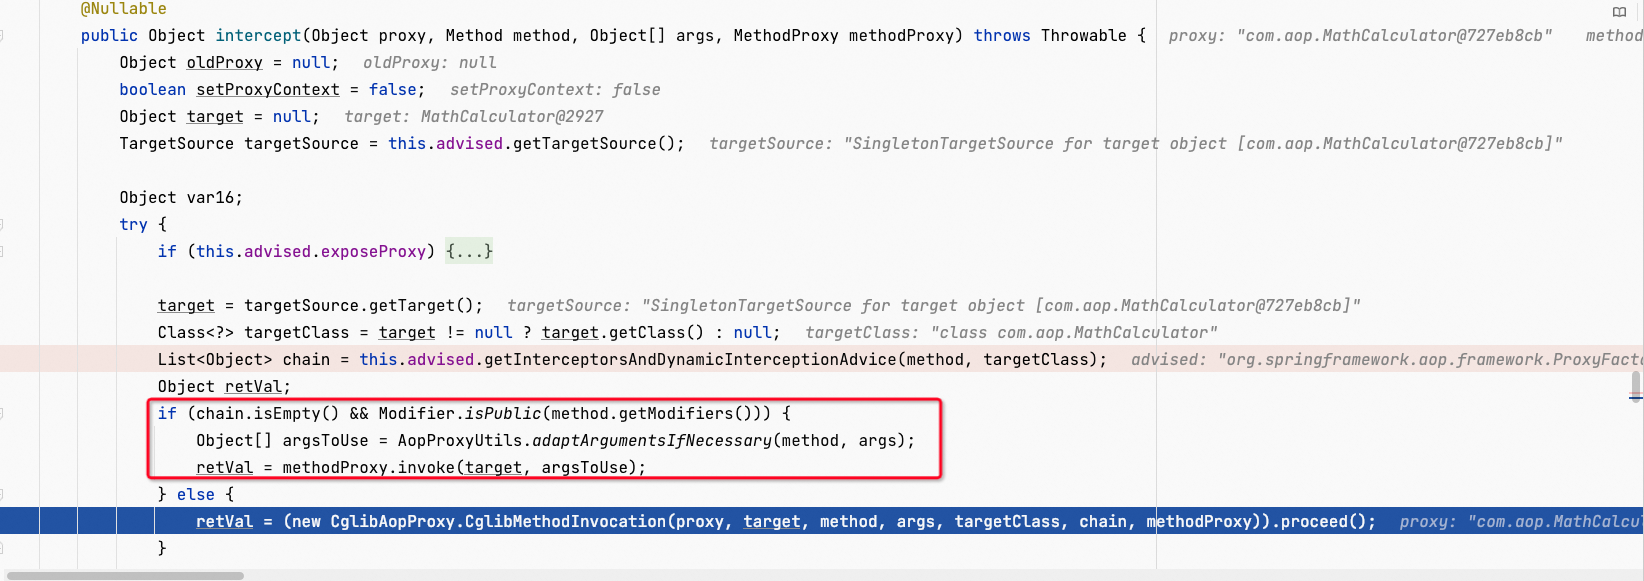 @Nullable
public Object intercept(Object proxy, Method method, Object[] args, MethodProxy methodProxy) throws Throwable {  proxy: "com.aop.MathCalculator@727eb8cb"  method
Object oldProxy = null;  oldProxy: null
boolean setProxyContext = false;  setProxyContext: false
Object target = null;  target: MathCalculator@2927
TargetSource targetSource = this.advised.getTargetSource();  targetSource: "SingletonTargetSource for target object [com.aop.MathCalculator@727eb8cb]"
Object var16;
try {
if (this.advised.exposeProxy) {...}
target = targetSource.getTarget();  targetSource: "SingletonTargetSource for target object [com.aop.MathCalculator@727eb8cb]"
Class<?> targetClass = target != null ? target.getClass() : null;  targetClass: "class com.aop.MathCalculator"
List<Object> chain = this.advised.getInterceptorsAndDynamicInterceptionAdvice(method, targetClass);  advised: "org.springframework.aop.framework.ProxyFacto
Object retVal;
if (chain.isEmpty() && Modifier.isPublic(method.getModifiers())) {
Object[] argsToUse = AopProxyUtils.adaptArgumentsIfNecessary(method, args);
retVal = methodProxy.invoke(target, argsToUse);
} else {
retVal = (new CglibAopProxy.CglibMethodInvocation(proxy, target, method, args, targetClass, chain, methodProxy)).proceed();  proxy: "com.aop.MathCalcul
}